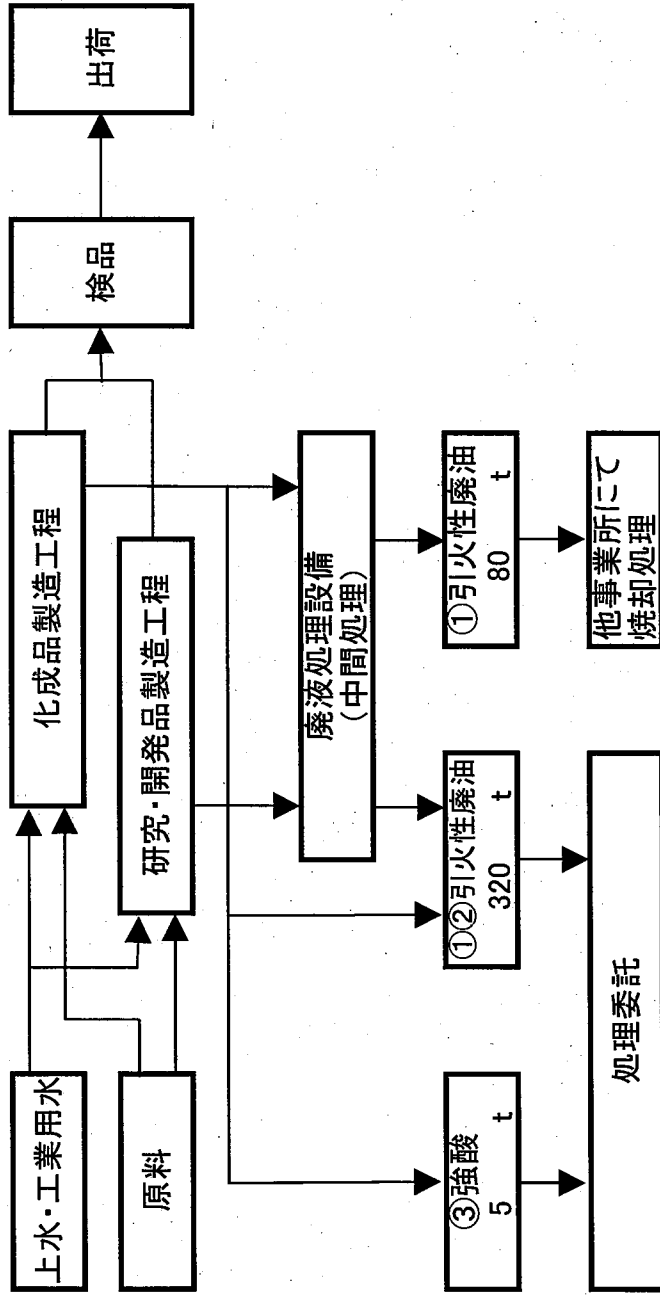 上水・工業用水
原料
化成品製造工程
研究・開発品製造工程
検品
出荷
廃液処理設備
(中間処理)
③強酸
5 t
①②引火性廃油
320 t
①引火性廃油
80 t
処理委託
他事業所にて
焼却処理